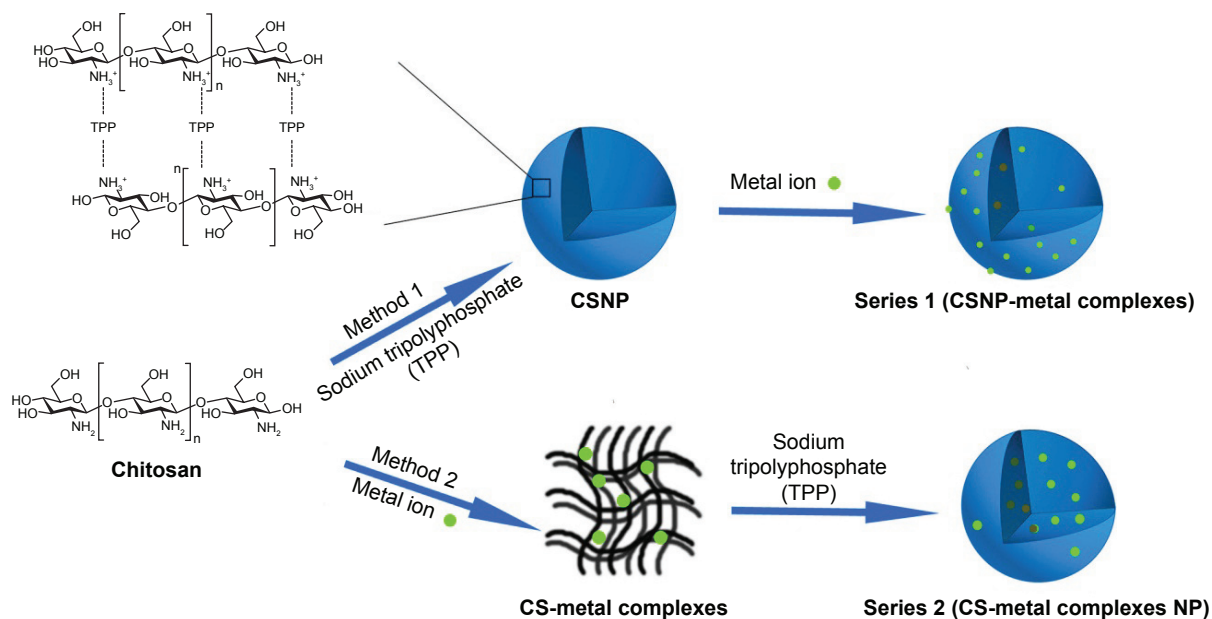 OH
OH
OH
HO
HO
O
O
HO
O
O
HO
O
OH
NH3+
NH3+
n
NH3+
TPP
TPP
TPP
n
NH3+
HO
NH3+
HO
NH3+
HO
HO
O
O
O
O
O
OH
OH
HO
OH
OH
Metal ion
CSNP
Series 1 (CSNP-metal complexes)
Method 1
Sodium tripolyphosphate
(TPP)
OH
OH
OH
HO
HO
O
O
HO
O
O
HO
O
OH
NH2
NH2
n
NH2
Chitosan
Method 2
Metal ion
CS-metal complexes
Sodium
tripolyphosphate
(TPP)
Series 2 (CS-metal complexes NP)